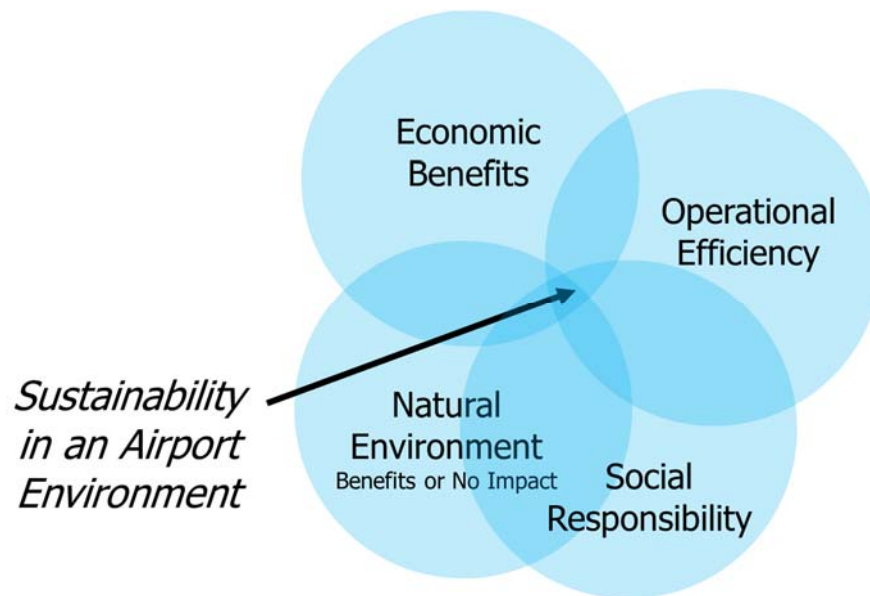 Economic
Benefits
Operational
Efficiency
Sustainability
in an Airport
Environment
Natural
Environment
Benefits or No Impact
Social
Responsibility